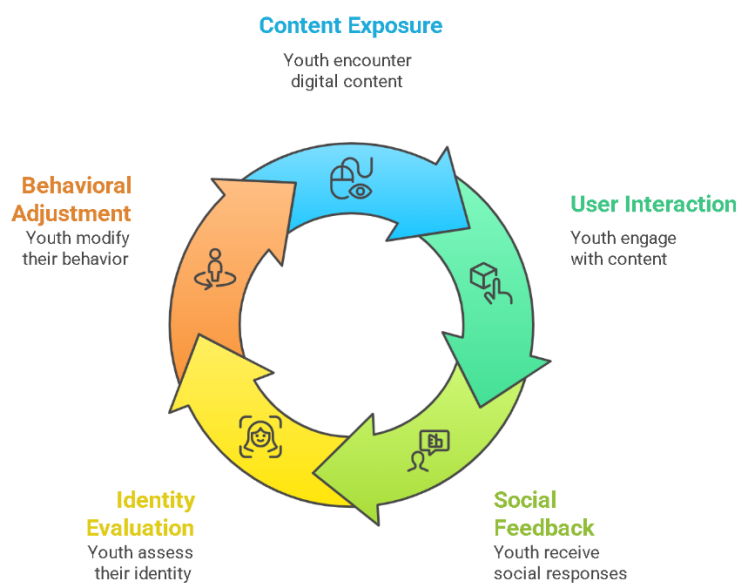 Content Exposure
Youth encounter
digital content
User Interaction
Youth engage
with content
Social
Feedback
Youth receive
social responses
Identity
Evaluation
Youth assess
their identity
Behavioral
Adjustment
Youth modify
their behavior